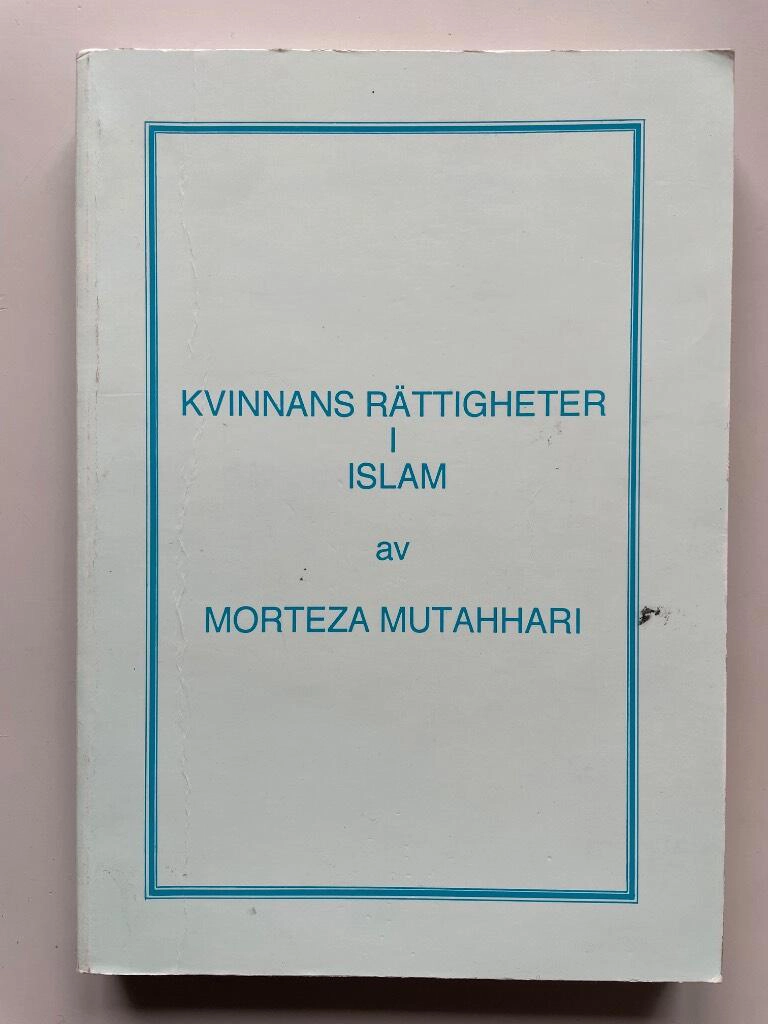 KVINNANS RÄTTIGHETER
I
ISLAM
av
MORTEZA MUTAHHARI